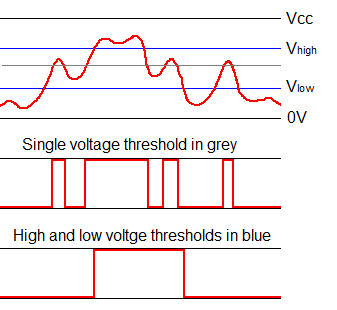 Vcc
Vhigh
Vlow
0V
Single voltage threshold in grey
High and low voltge thresholds in blue